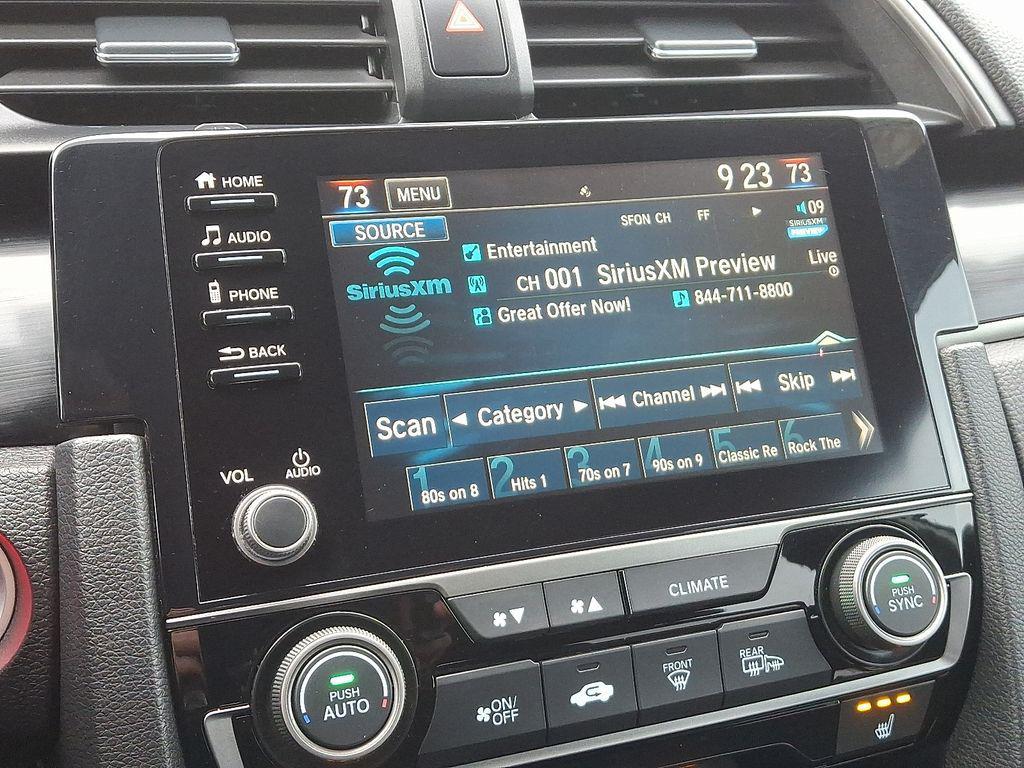 HOME
AUDIO
PHONE
BACK
VOL
AUDIO
73
MENU
9 23
73
SOURCE
SFON CH
FF
09
SIRIUSXM
PREVIEW
SiriusXM
Entertainment
Live
CH 001 SiriusXM Preview
Great Offer Now!
844-711-8800
Scan
Category
Channel
Skip
1 80s on 8
2 Hits 1
3 70s on 7
4 90s on 9
5 Classic Re
6 Rock The
CLIMATE
PUSH
AUTO
ON/
OFF
FRONT
REAR
PUSH
SYNC